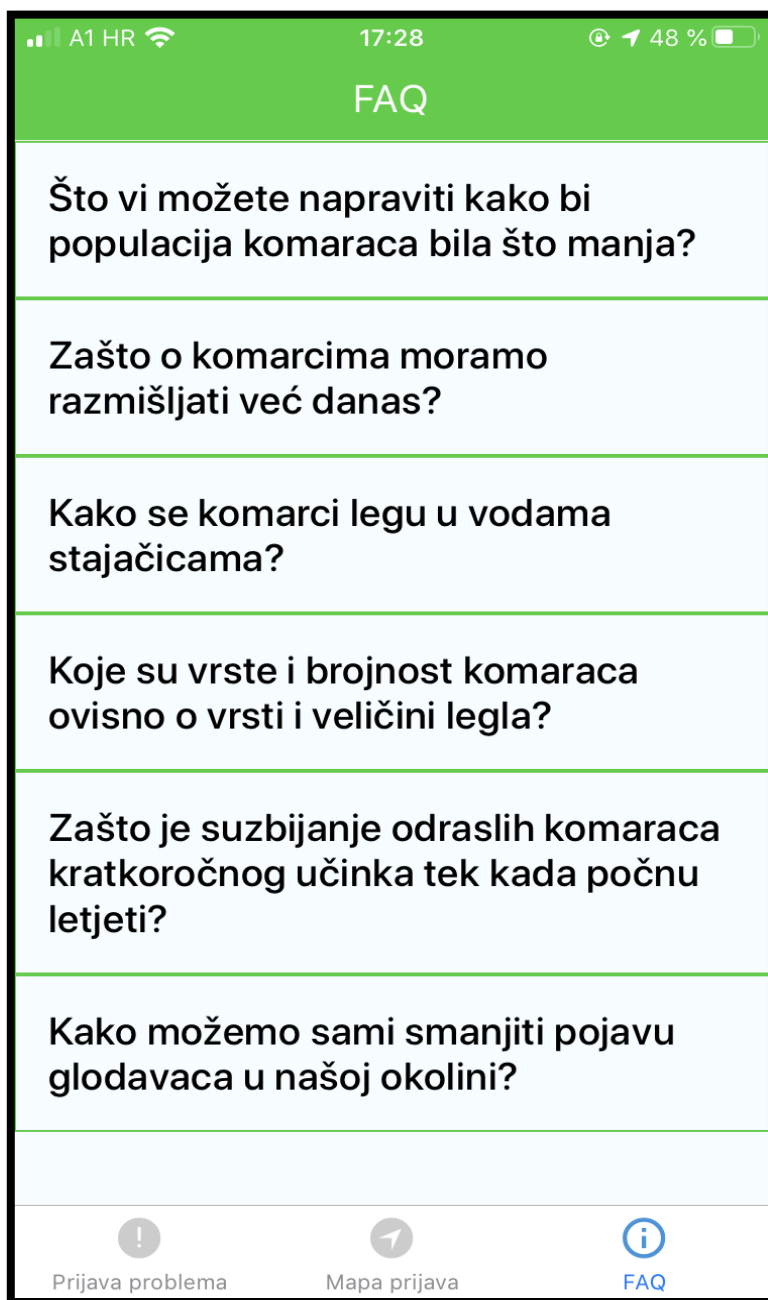 A1 HR 17:28 48 %
FAQ
Što vi možete napraviti kako bi
populacija komaraca bila što manja?
Zašto o komarcima moramo
razmišljati već danas?
Kako se komarci legu u vodama
stajačicama?
Koje su vrste i brojnost komaraca
ovisno o vrsti i veličini legla?
Zašto je suzbijanje odraslih komaraca
kratkoročnog učinka tek kada počnu
letjeti?
Kako možemo sami smanjiti pojavu
glodavaca u našoj okolini?
Prijava problema Mapa prijava FAQ